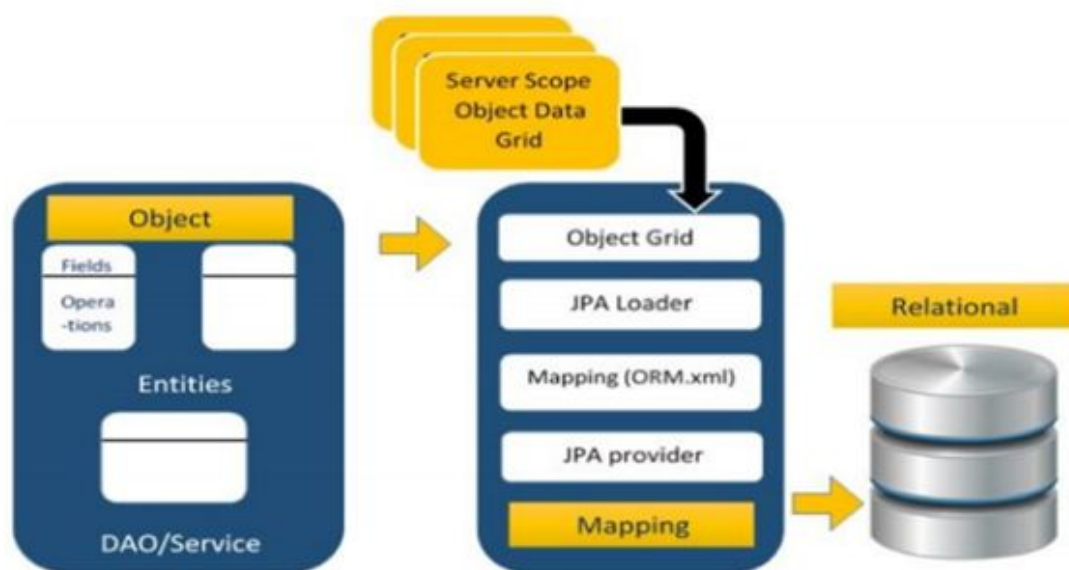 Server Scope
Object Data
Grid
Object
Fields
Opera
-tions
Entities
DAO/Service
Object Grid
JPA Loader
Mapping (ORM.xml)
JPA provider
Mapping
Relational